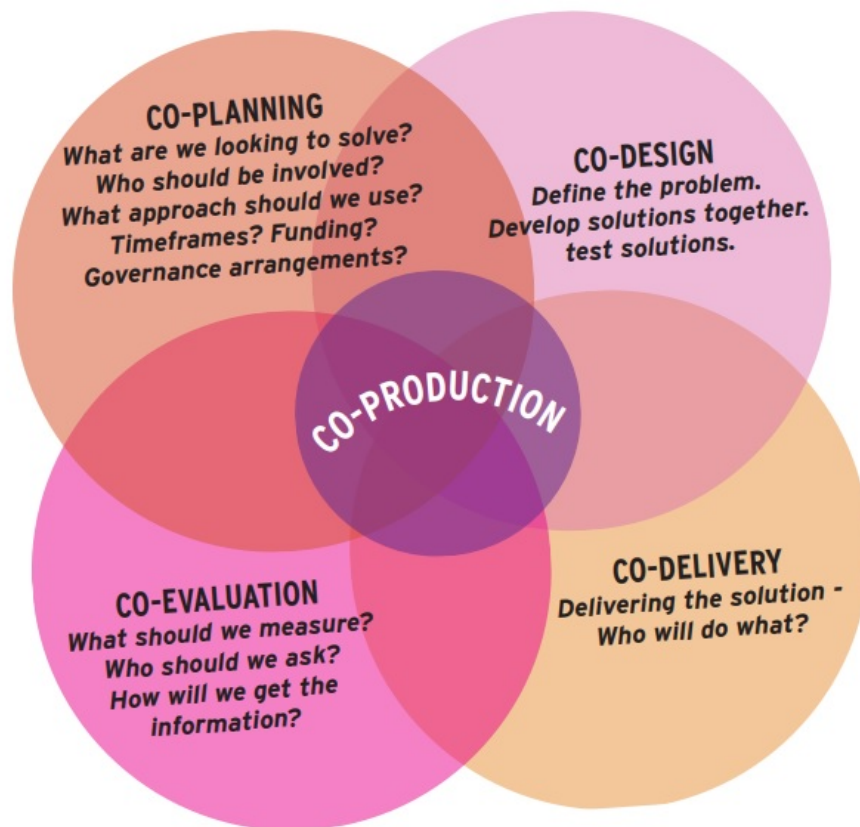 CO-PLANNING
What are we looking to solve?
Who should be involved?
What approach should we use?
Timeframes? Funding?
Governance arrangements?
CO-DESIGN
Define the problem.
Develop solutions together.
test solutions.
CO-PRODUCTION
CO-EVALUATION
What should we measure?
Who should we ask?
How will we get the
information?
CO-DELIVERY
Delivering the solution -
Who will do what?